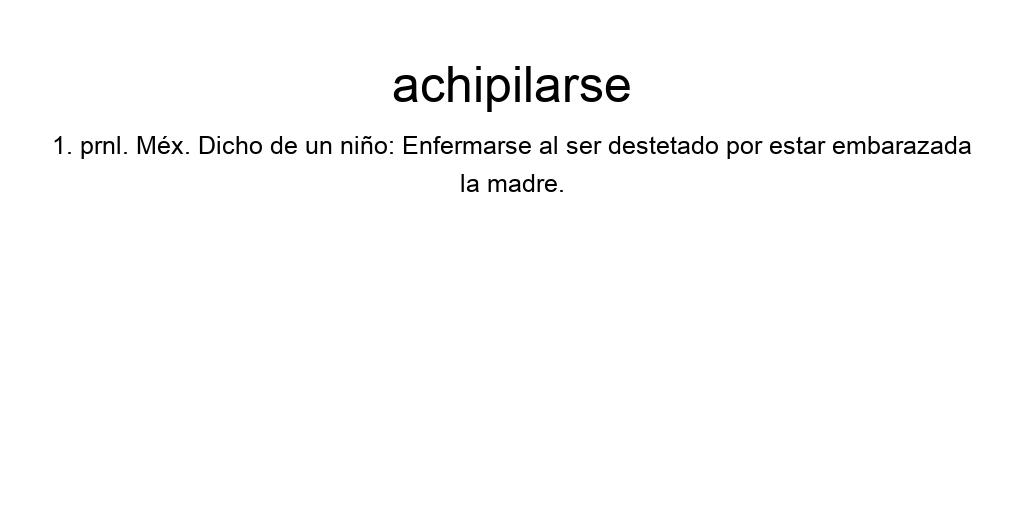 achipilarse
1. prnl. Méx. Dicho de un niño: Enfermarse al ser destetado por estar embarazada
la madre.